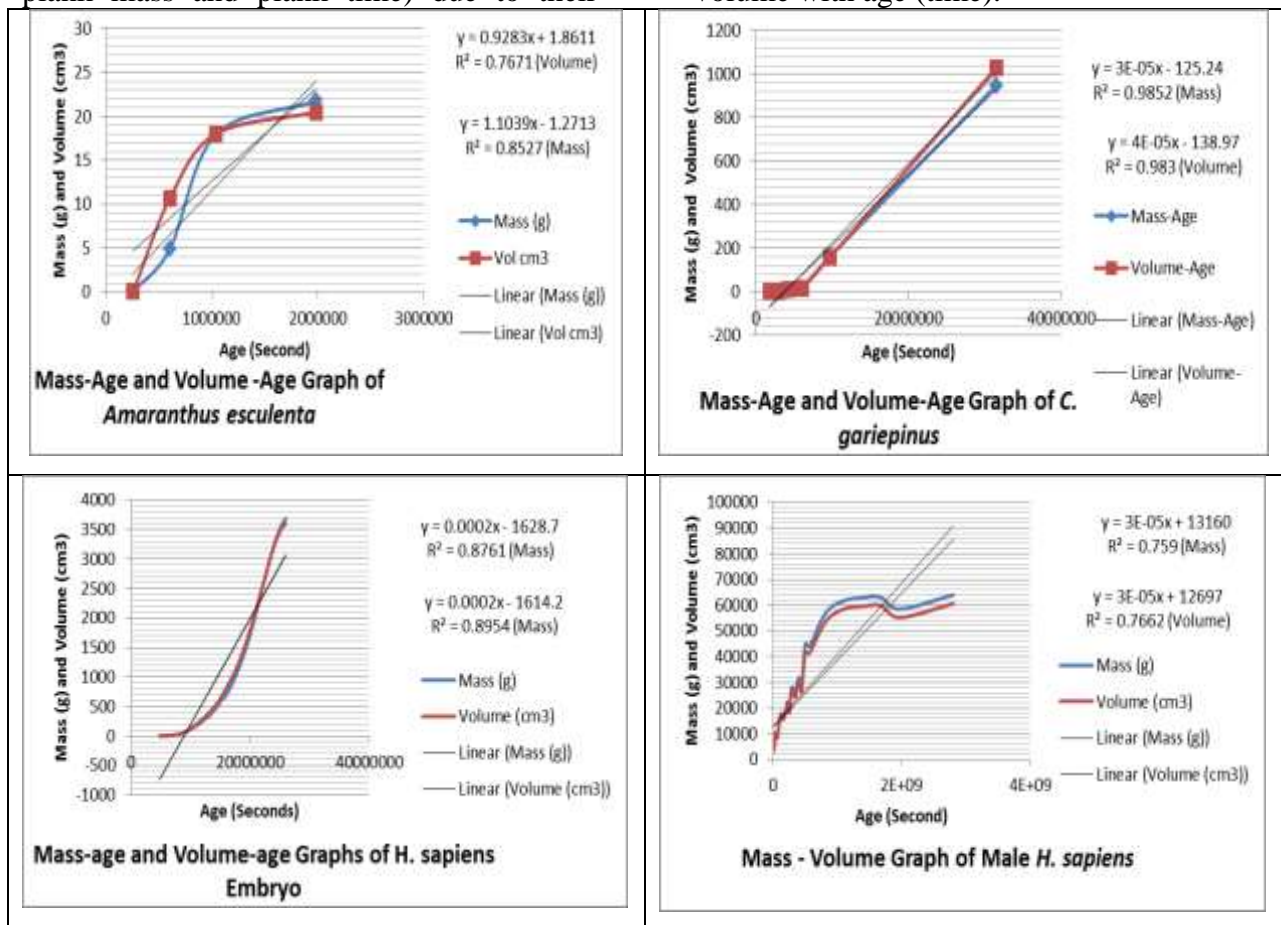 volume with age (time).
30
25
20
15
10
5
0
0 1000000 2000000 3000000
Mass (g) and Volume (cm3)
Age (Second)
y = 0.9283x + 1.8611
R² = 0.7671 (Volume)
y = 1.1039x - 1.2713
R² = 0.8527 (Mass)
Mass (g)
Vol cm3
Linear (Mass (g))
Linear (Vol cm3)
Mass-Age and Volume -Age Graph of
Amaranthus esculenta
1200
1000
800
600
400
200
0
-200
0 20000000 40000000
Mass (g) and Volume (cm3)
y = 3E-05x - 125.24
R² = 0.9852 (Mass)
y = 4E-05x - 138.97
R² = 0.983 (Volume)
Mass-Age
Volume-Age
Linear (Mass-Age)
Linear (Volume-
Age)
Age (Second)
Mass-Age and Volume-Age Graph of C.
gariepinus
4000
3500
3000
2500
2000
1500
1000
500
0
-500
-1000
0 20000000 40000000
Mass (g) and Volume (cm3)
y = 0.0002x - 1628.7
R² = 0.8761 (Mass)
y = 0.0002x - 1614.2
R² = 0.8954 (Mass)
Mass (g)
Volume (cm3)
Linear (Mass (g))
Linear (Volume (cm3))
Age (Seconds)
Mass-age and Volume-age Graphs of H. sapiens
Embryo
100000
90000
80000
70000
60000
50000
40000
30000
20000
10000
0
0 2E+09 4E+09
Mass (g) and Volume (cm3)
y = 3E-05x + 13160
R² = 0.759 (Mass)
y = 3E-05x + 12697
R² = 0.7662 (Volume)
Mass (g)
Volume (cm3)
Linear (Mass (g))
Linear (Volume (cm3))
Age (Second)
Mass - Volume Graph of Male H. sapiens